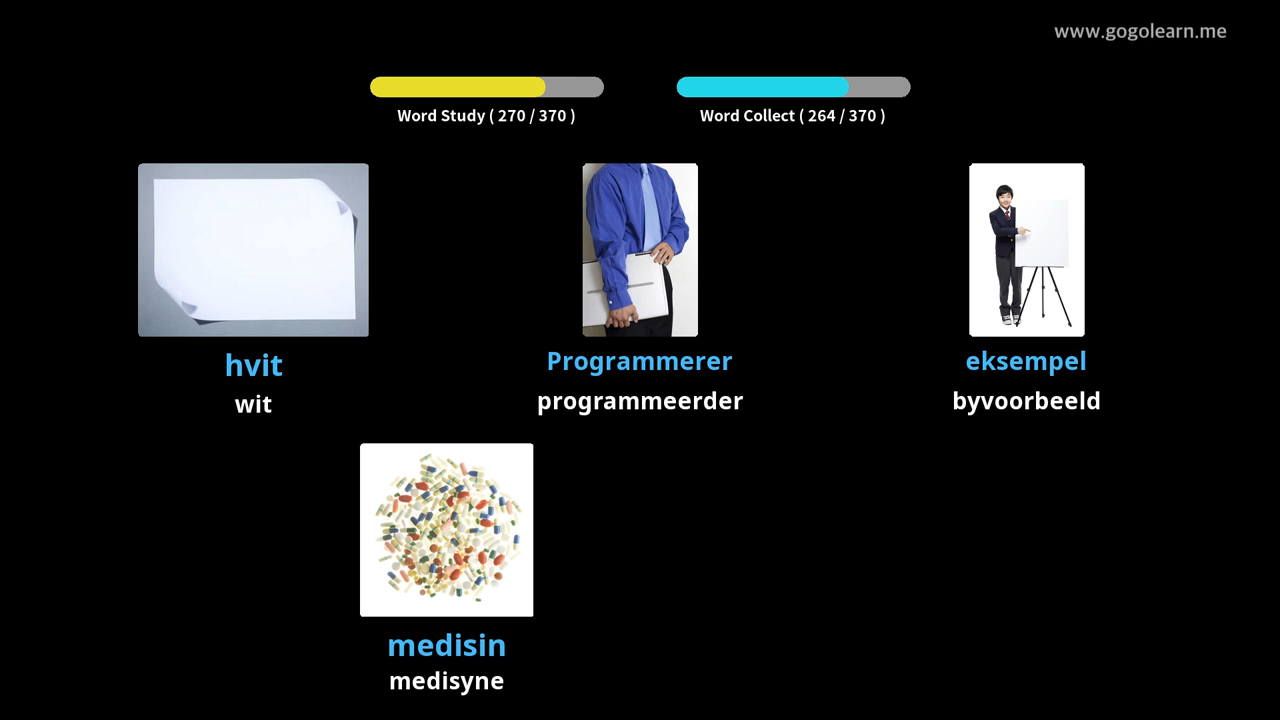 www.gogolearn.me
Word Study ( 270 / 370 )
Word Collect ( 264 / 370 )
hvit
wit
Programmerer
programmeerder
eksempel
byvoorbeeld
medisin
medisyne